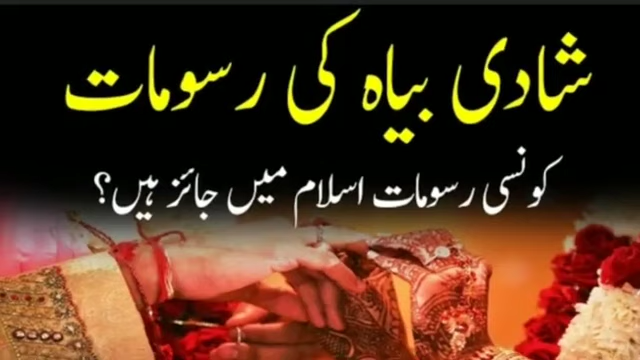 شادی بیاہ کی رسومات
کونسی رسومات اسلام میں جائز ہیں؟